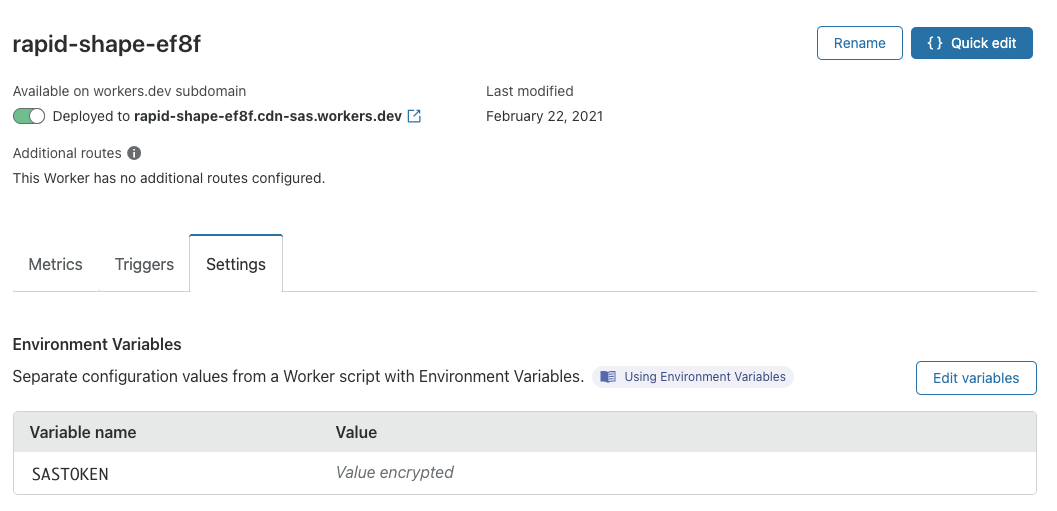 rapid-shape-ef8f
Rename
{} Quick edit
Available on workers.dev subdomain
Last modified
Deployed to rapid-shape-ef8f.cdn-sas.workers.dev
February 22, 2021
Additional routes
This Worker has no additional routes configured.
Metrics
Triggers
Settings
Environment Variables
Separate configuration values from a Worker script with Environment Variables.
Using Environment Variables
Edit variables
Variable name
Value
SASTOKEN
Value encrypted